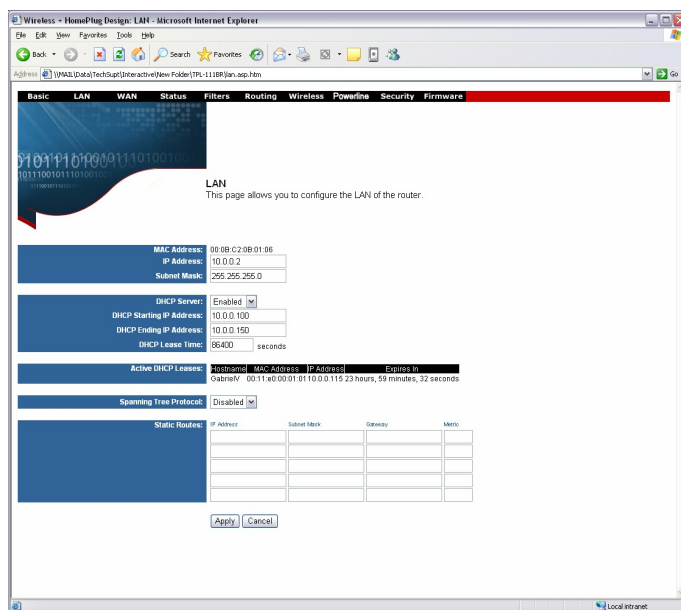 Wireless + HomePlug Design: LAN - Microsoft Internet Explorer
File Edit View Favorites Tools Help
Back Search Favorites
Address \\MAIL\Data\TechSupt\Interactive\New Folder\TPL-111BR\lan.asp.htm Go
Basic LAN WAN Status Filters Routing Wireless Powerline Security Firmware
LAN
This page allows you to configure the LAN of the router.
MAC Address: 00:0B:C2:0B:01:06
IP Address: 10.0.0.2
Subnet Mask: 255.255.255.0
DHCP Server: Enabled
DHCP Starting IP Address: 10.0.0.100
DHCP Ending IP Address: 10.0.0.150
DHCP Lease Time: 86400 seconds
Active DHCP Leases: Hostname MAC Address IP Address Expires In
GabrielV 00:11:e0:00:01:01 10.0.0.115 23 hours, 59 minutes, 32 seconds
Spanning Tree Protocol: Disabled
Static Routes: IP Address Subnet Mask Gateway Metric
Apply Cancel
Local intranet